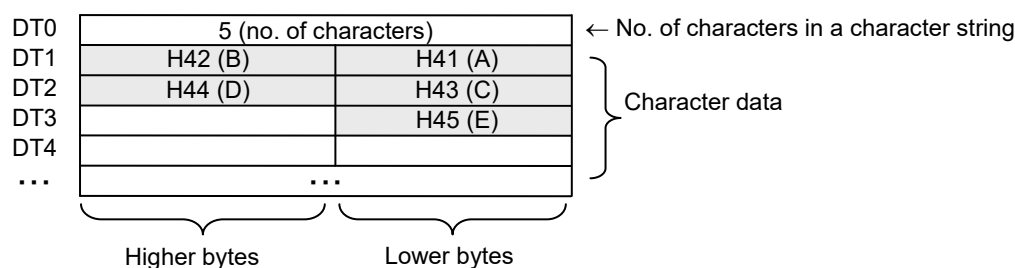 DT0 5 (no. of characters) ← No. of characters in a character string
DT1 H42 (B) H41 (A)
DT2 H44 (D) H43 (C)
Character data
DT3 H45 (E)
DT4
... ...
Higher bytes Lower bytes